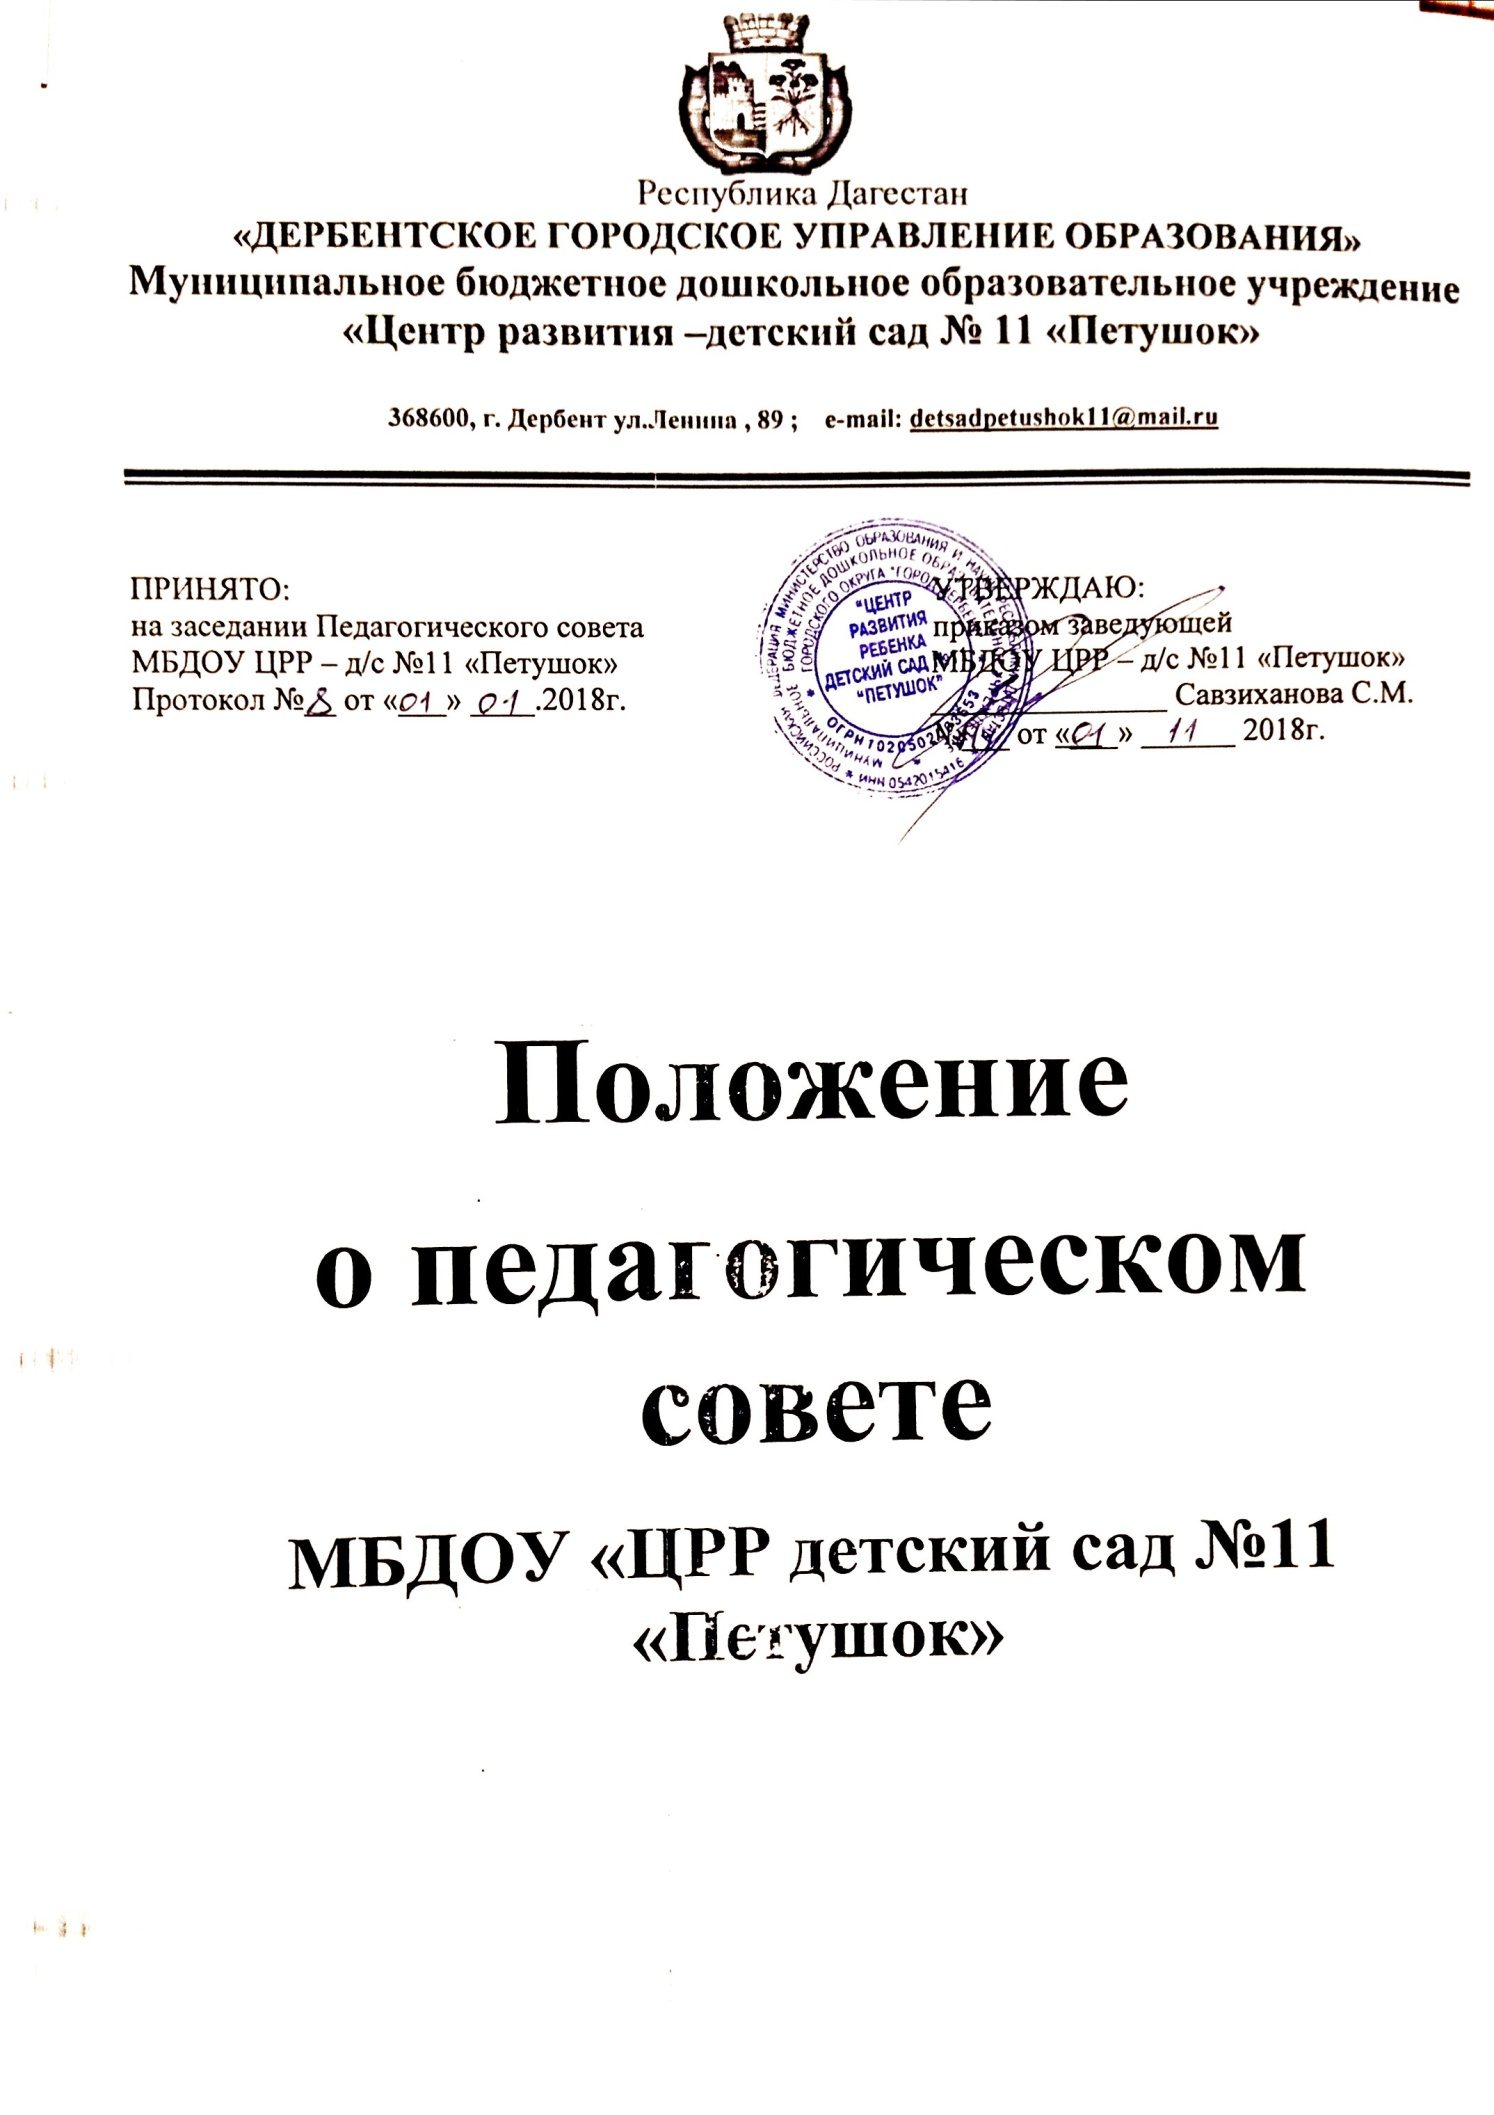 Республика Дагестан
«ДЕРБЕНТСКОЕ ГОРОДСКОЕ УПРАВЛЕНИЕ ОБРАЗОВАНИЯ»
Муниципальное бюджетное дошкольное образовательное учреждение
«Центр развития –детский сад № 11 «Петушок»
368600, г. Дербент ул.Ленина , 89 ; e-mail: detsadpetushok11@mail.ru
ПРИНЯТО:
на заседании Педагогического совета
МБДОУ ЦРР – д/с №11 «Петушок»
Протокол №8 от «01» 01.2018г.
УТВЕРЖДАЮ:
приказом заведующей
МБДОУ ЦРР – д/с №11 «Петушок»
Савзиханова С.М.
от «01» 11 2018г.
"ЦЕНТР
РАЗВИТИЯ
РЕБЕНКА
ДЕТСКИЙ САД
"ПЕТУШОК"
ИНН 0542015416
Положение
о педагогическом
совете
МБДОУ «ЦРР детский сад №11
«Петушок»